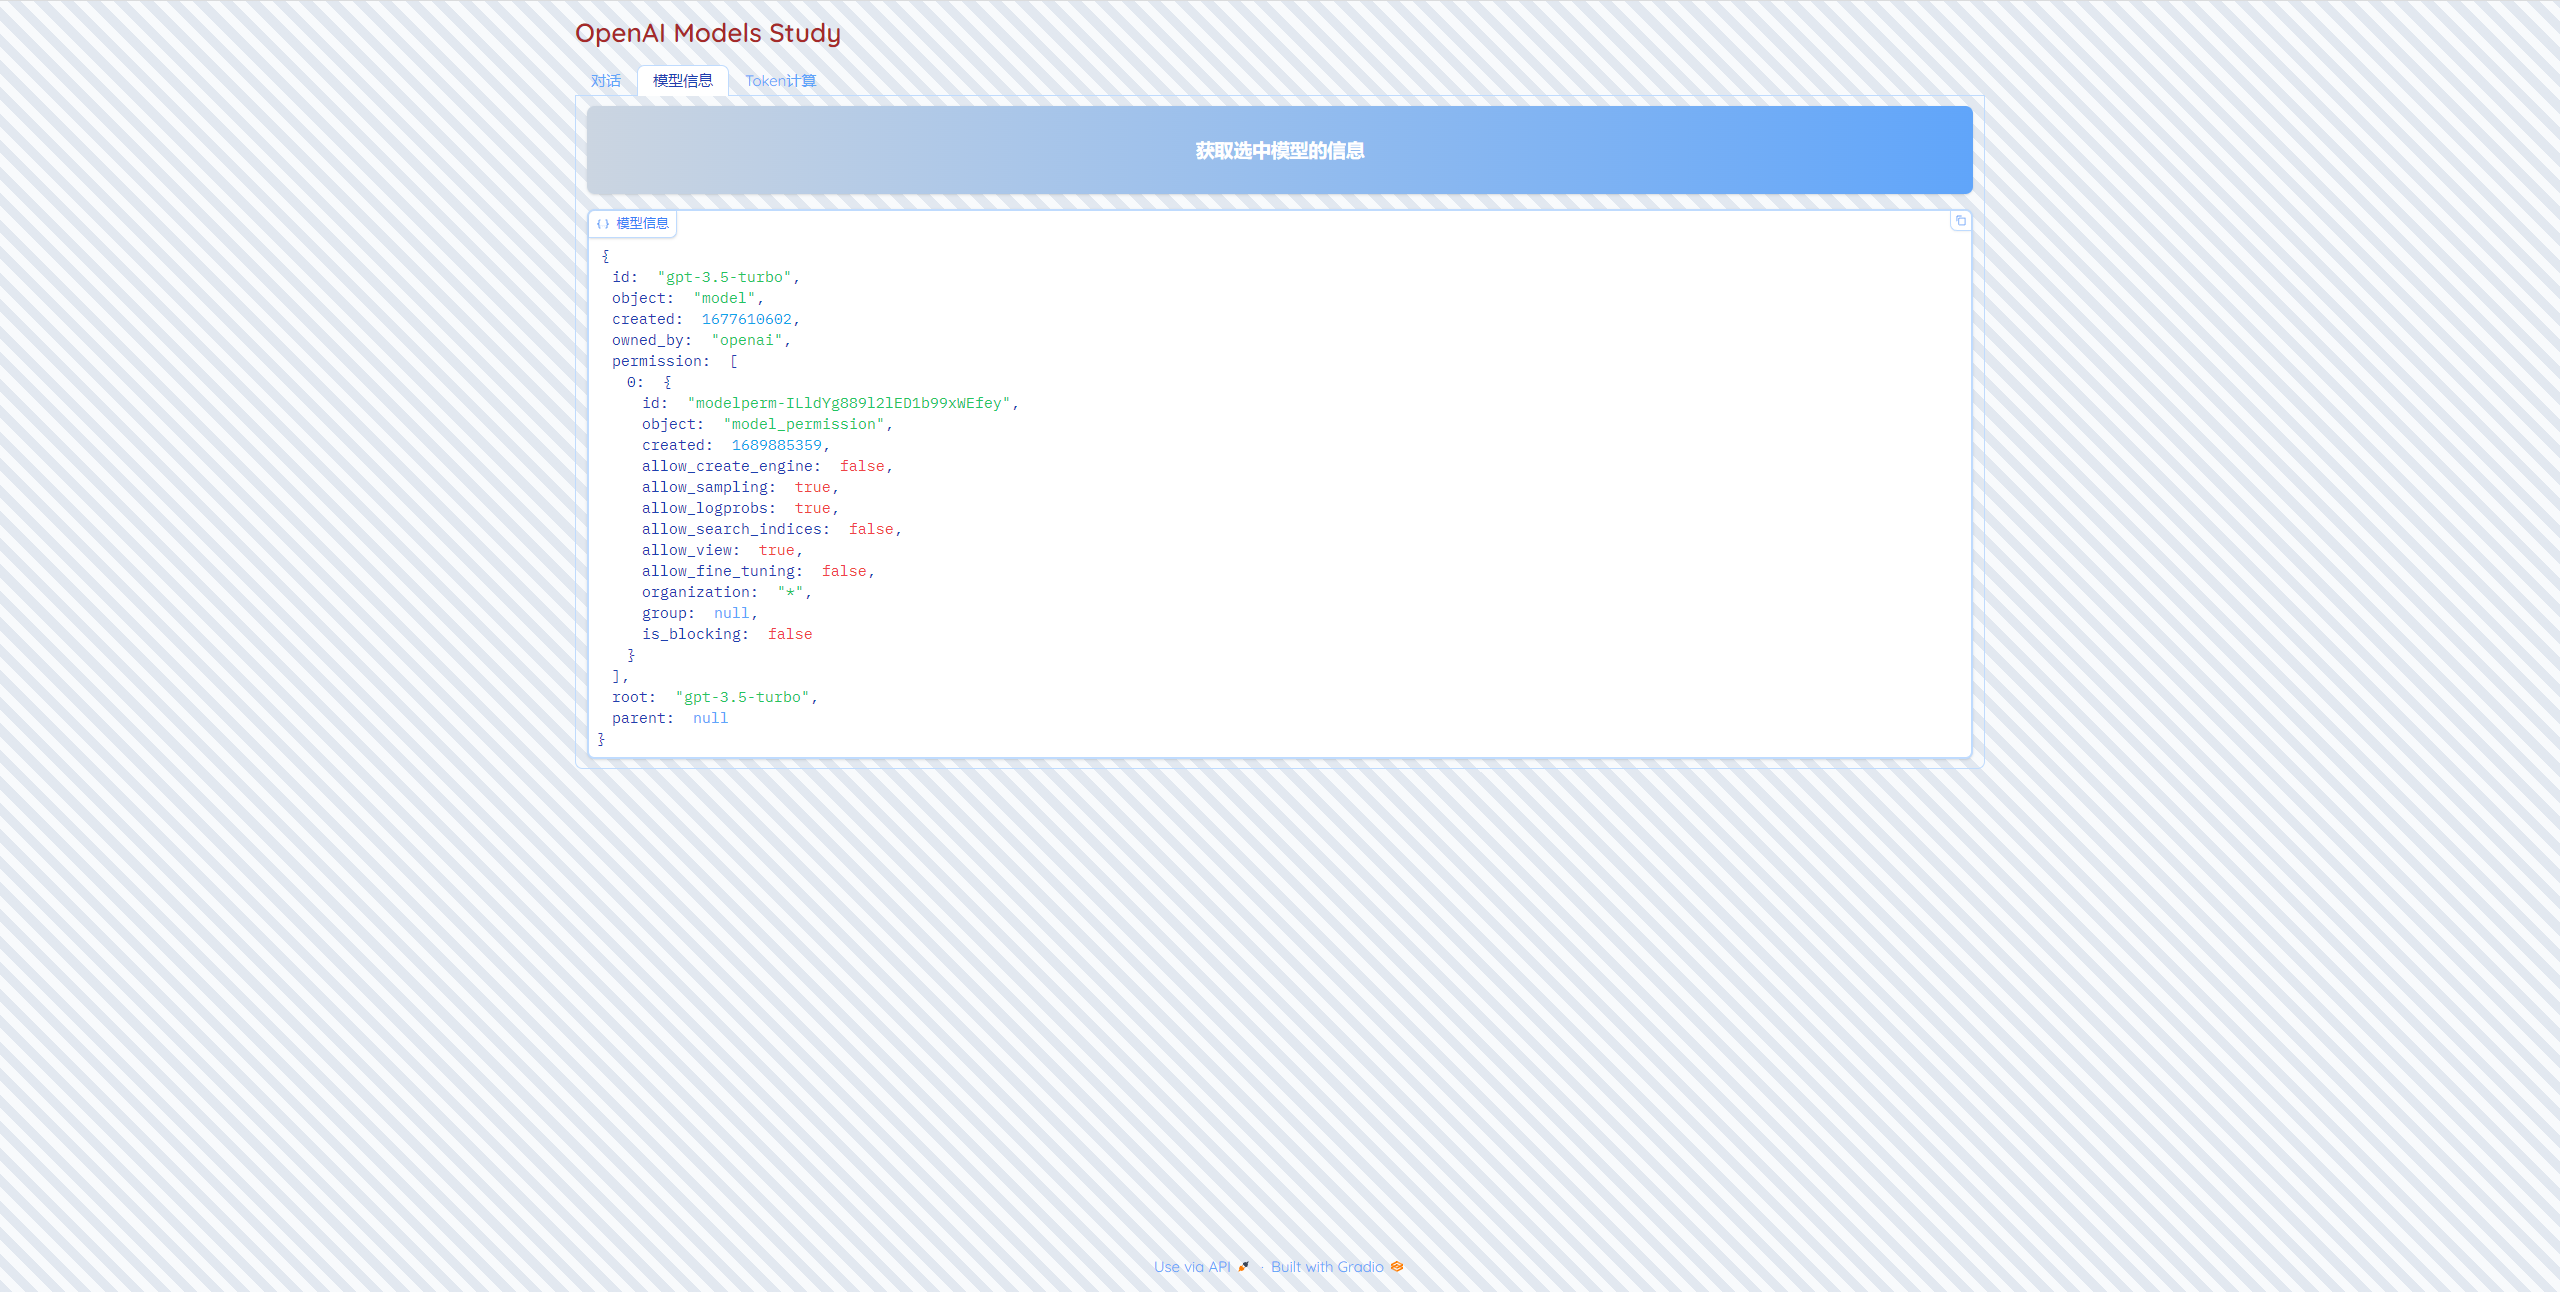 OpenAI Models Study
对话 模型信息 Token计算
获取选中模型的信息
{ } 模型信息
{
id: "gpt-3.5-turbo",
object: "model",
created: 1677610602,
owned_by: "openai",
permission: [
0: {
id: "modelperm-ILldYg889l2lED1b99xWEfey",
object: "model_permission",
created: 1689885359,
allow_create_engine: false,
allow_sampling: true,
allow_logprobs: true,
allow_search_indices: false,
allow_view: true,
allow_fine_tuning: false,
organization: "*",
group: null,
is_blocking: false
}
],
root: "gpt-3.5-turbo",
parent: null
}
Use via API · Built with Gradio